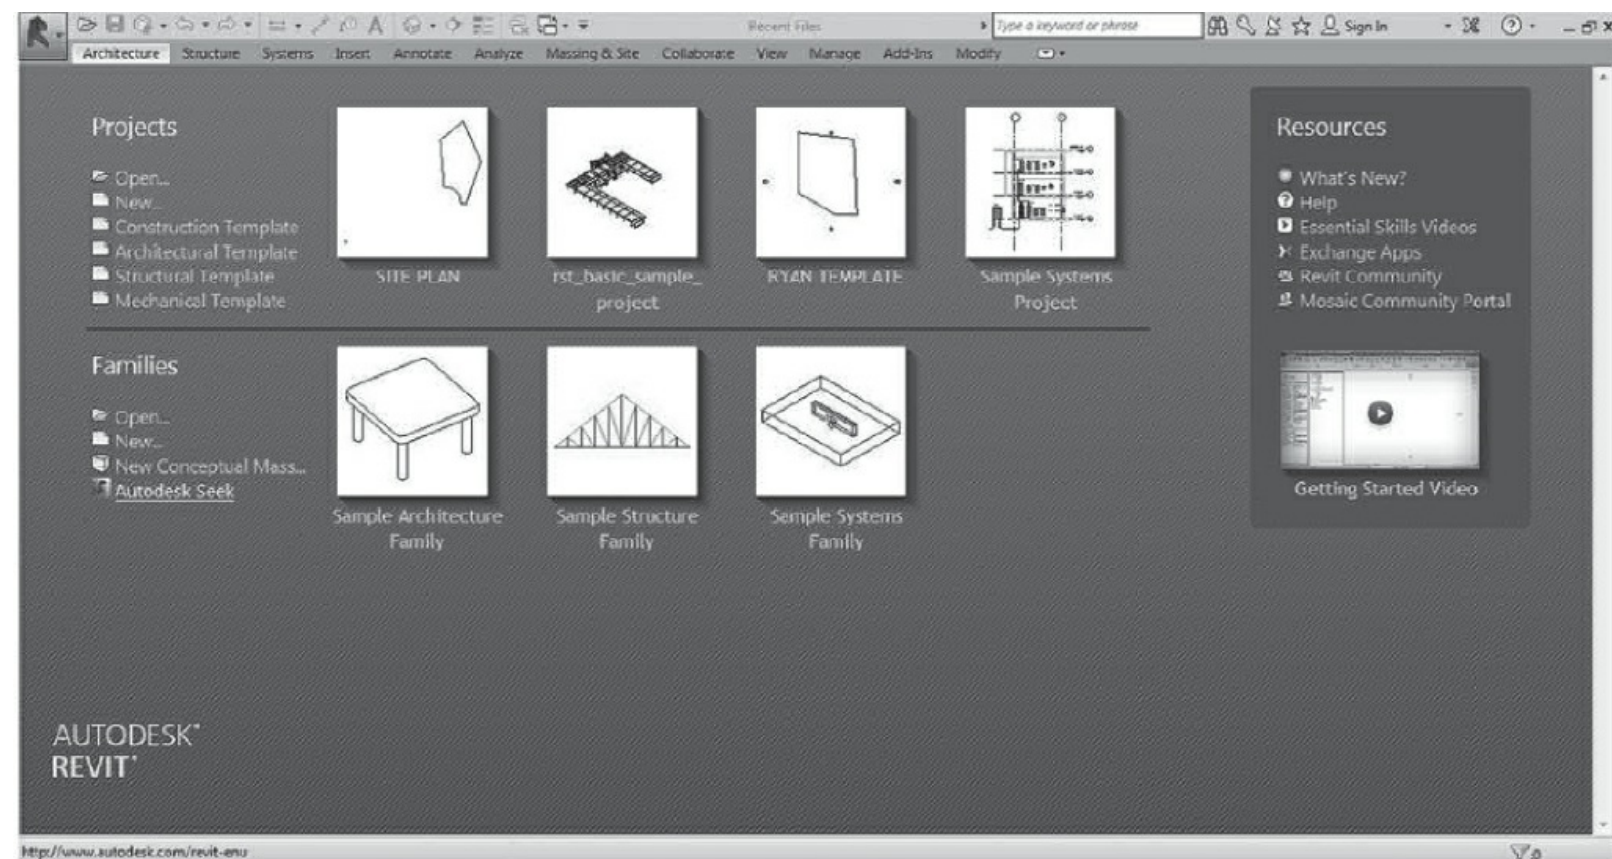 Recent Files
Type a keyword or phrase
Sign In
Architecture Structure Systems Insert Annotate Analyze Massing & Site Collaborate View Manage Add-Ins Modify
Projects
Open...
New...
Construction Template
Architectural Template
Structural Template
Mechanical Template
SITE PLAN
rst_basic_sample_
project
RYAN TEMPLATE
Sample Systems
Project
Families
Open...
New...
New Conceptual Mass...
Autodesk Seek
Sample Architecture
Family
Sample Structure
Family
Sample Systems
Family
Resources
What's New?
Help
Essential Skills Videos
Exchange Apps
Revit Community
Mosaic Community Portal
Getting Started Video
AUTODESK®
REVIT®
http://www.autodesk.com/revit-enu
:0